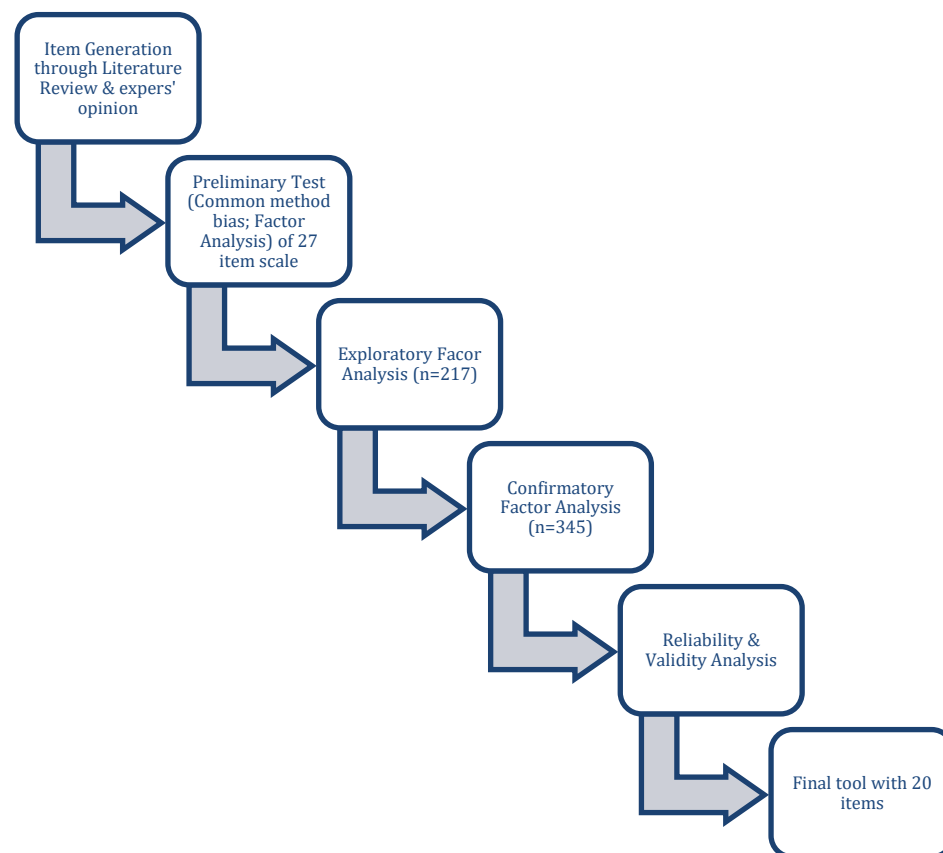 Item Generation
through Literature
Review & expers'
opinion
Preliminary Test
(Common method
bias; Factor
Analysis) of 27
item scale
Exploratory Facor
Analysis (n=217)
Confirmatory
Factor Analysis
(n=345)
Reliability &
Validity Analysis
Final tool with 20
items